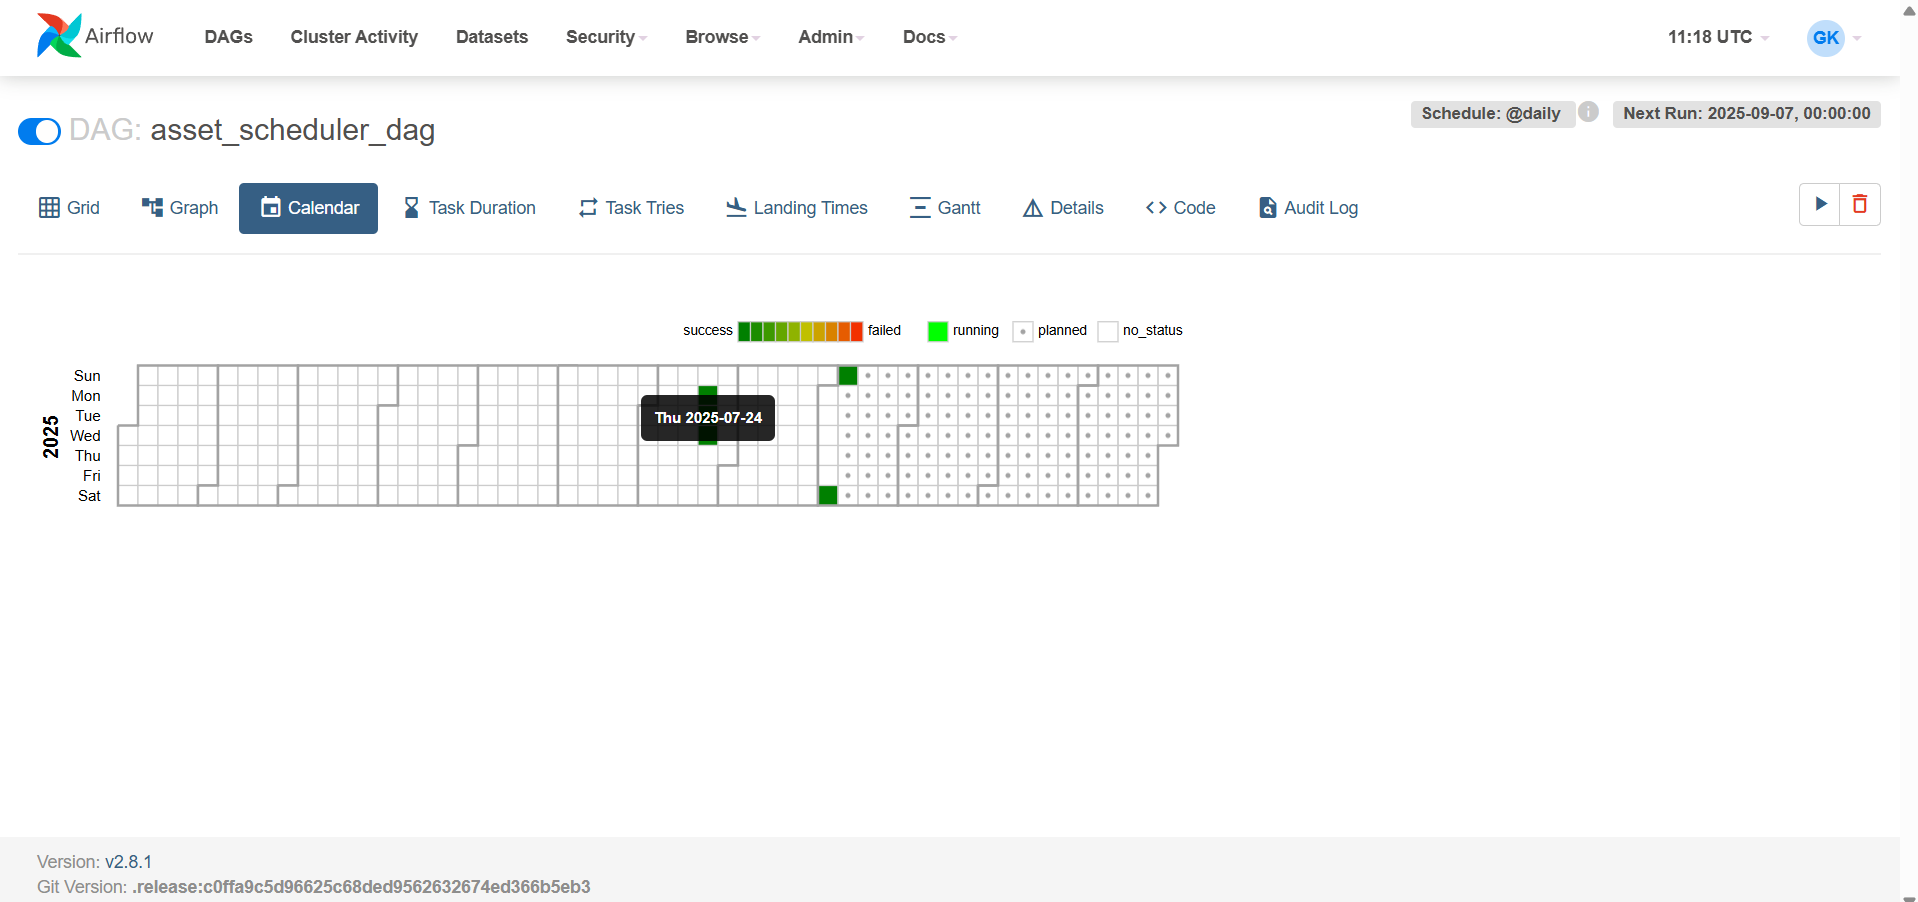 Airflow
DAGs
Cluster Activity
Datasets
Security
Browse
Admin
Docs
11:18 UTC
GK
DAG: asset_scheduler_dag
Schedule: @daily
i
Next Run: 2025-09-07, 00:00:00
Grid
Graph
Calendar
Task Duration
Task Tries
Landing Times
Gantt
Details
Code
Audit Log
success
failed
running
planned
no_status
2025
Sun
Mon
Tue
Wed
Thu
Fri
Sat
Thu 2025-07-24
Version: v2.8.1
Git Version: .release:c0ffa9c5d96625c68ded9562632674ed366b5eb3